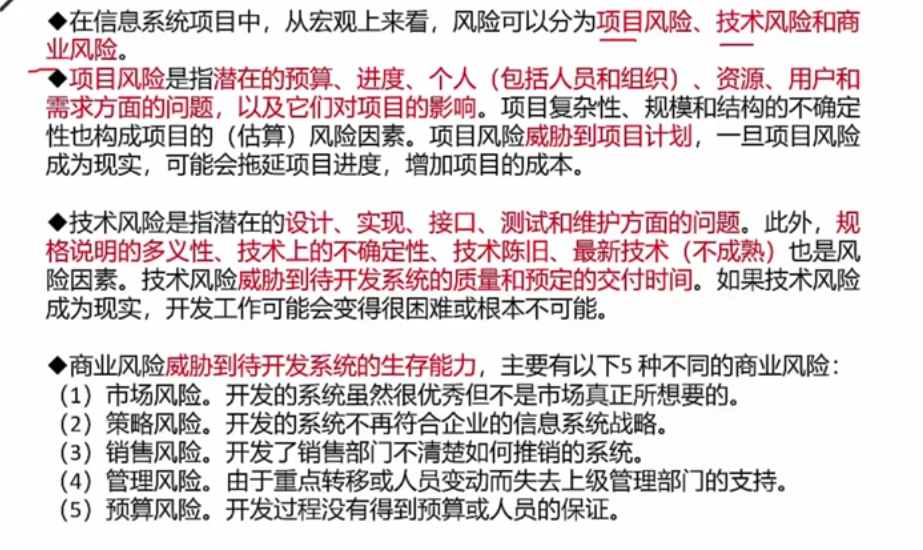 ◆在信息系统项目中，从宏观上来看，风险可以分为项目风险、技术风险和商
业风险。
◆项目风险是指潜在的预算、进度、个人（包括人员和组织）、资源、用户和
需求方面的问题，以及它们对项目的影响。项目复杂性、规模和结构的不确定
性也构成项目的（估算）风险因素。项目风险威胁到项目计划，一旦项目风险
成为现实，可能会拖延项目进度，增加项目的成本。
◆技术风险是指潜在的设计、实现、接口、测试和维护方面的问题。此外，规
格说明的多义性、技术上的不确定性、技术陈旧、最新技术（不成熟）也是风
险因素。技术风险威胁到待开发系统的质量和预定的交付时间。如果技术风险
成为现实，开发工作可能会变得很困难或根本不可能。
◆商业风险威胁到待开发系统的生存能力，主要有以下5 种不同的商业风险：
（1）市场风险。开发的系统虽然很优秀但不是市场真正所想要的。
（2）策略风险。开发的系统不再符合企业的信息系统战略。
（3）销售风险。开发了销售部门不清楚如何推销的系统。
（4）管理风险。由于重点转移或人员变动而失去上级管理部门的支持。
（5）预算风险。开发过程没有得到预算或人员的保证。